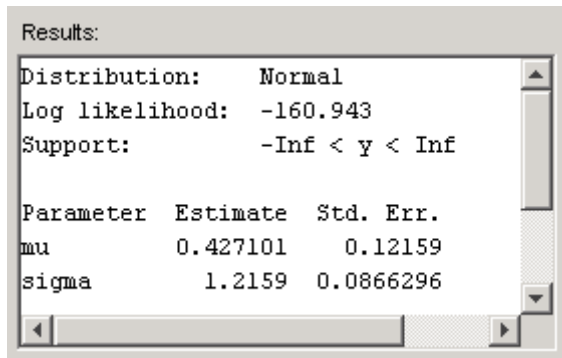 Results:
Distribution: Normal
Log likelihood: -160.943
Support: -Inf < y < Inf
Parameter Estimate Std. Err.
mu 0.427101 0.12159
sigma 1.2159 0.0866296